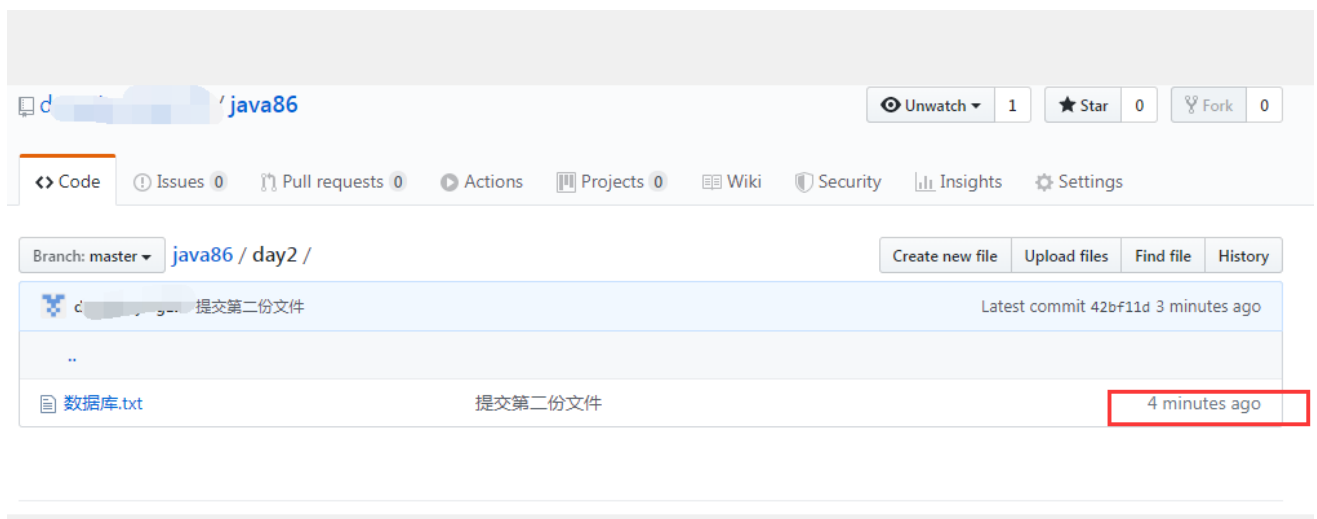 / java86
Unwatch 1 Star 0 Fork 0
Code Issues 0 Pull requests 0 Actions Projects 0 Wiki Security Insights Settings
Branch: master java86 / day2 /
Create new file Upload files Find file History
提交第二份文件 Latest commit 42bf11d 3 minutes ago
..
数据库.txt 提交第二份文件 4 minutes ago